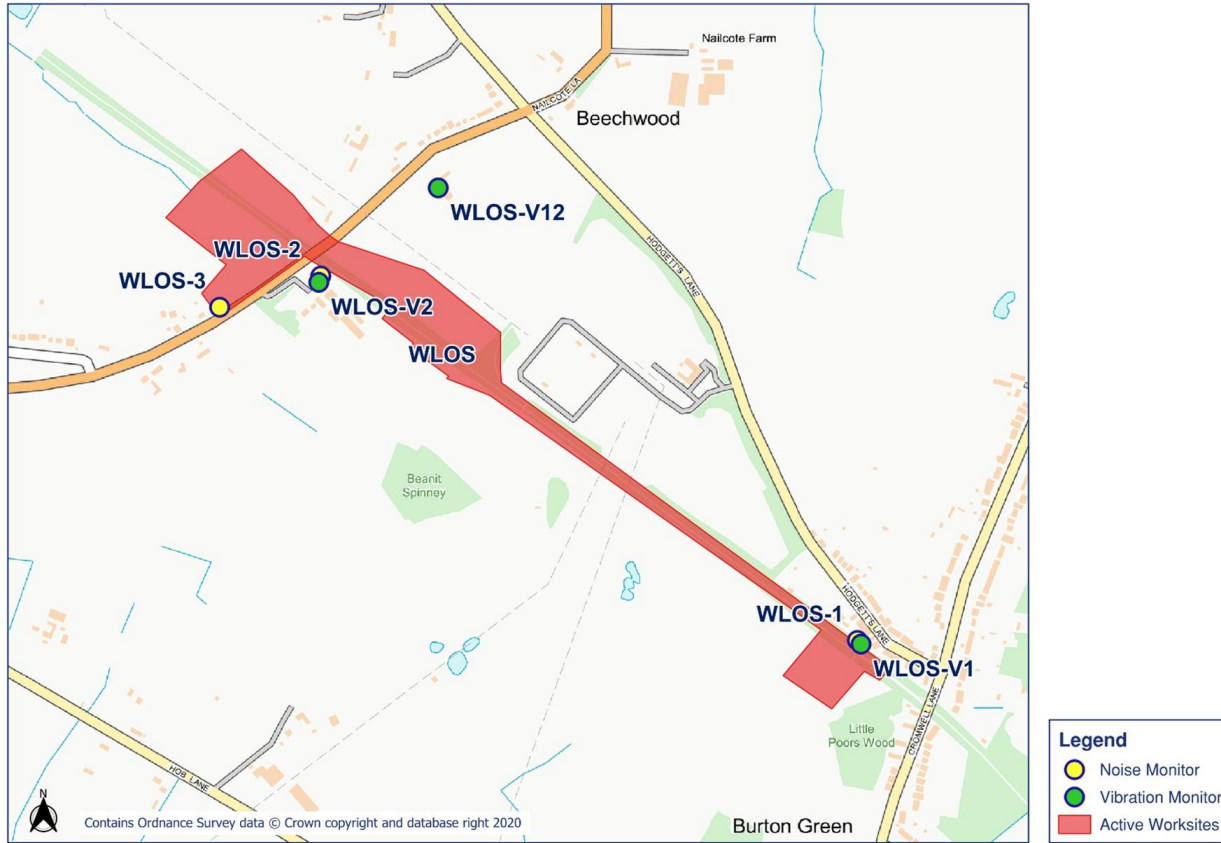 Nailcote Farm
NAILCOTE LA
Beechwood
WLOS-V12
HODGETT'S LANE
WLOS-2
WLOS-3
WLOS-V2
WLOS
Beanit
Spinney
WLOS-1
HODGETTS LANE
WLOS-V1
CROMWELL LANE
Little
Poors Wood
HOB LANE
N
Contains Ordnance Survey data © Crown copyright and database right 2020
Burton Green
Legend
Noise Monitor
Vibration Monitor
Active Worksites